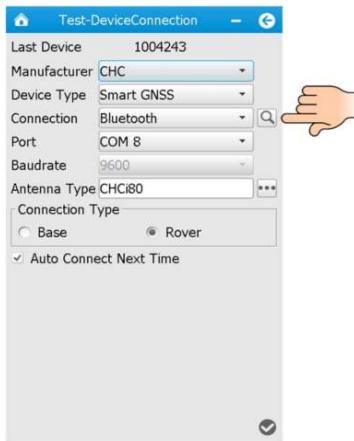 Test-DeviceConnection
Last Device 1004243
Manufacturer CHC
Device Type Smart GNSS
Connection Bluetooth
Port COM 8
Baudrate 9600
Antenna Type CHCi80
Connection Type
Base Rover
Auto Connect Next Time